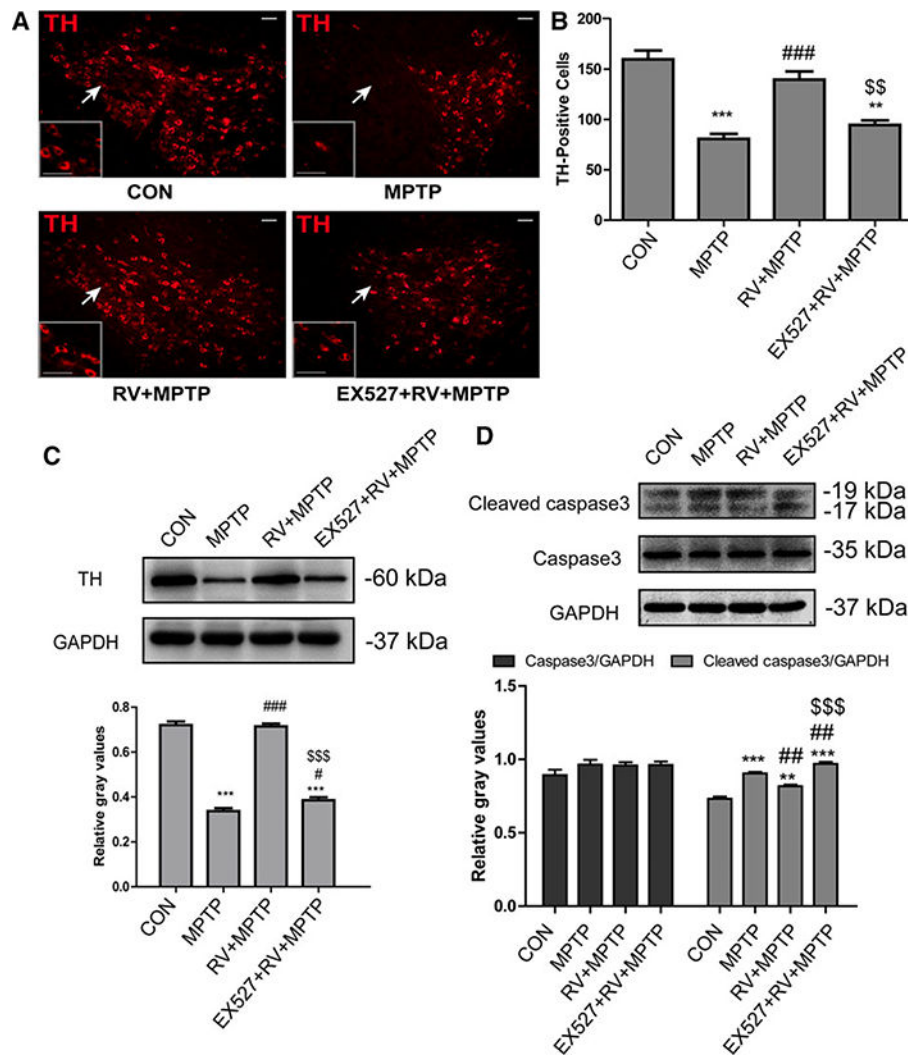 A
TH
TH
CON
MPTP
TH
TH
RV+MPTP
EX527+RV+MPTP
B
TH-Positive Cells
200
150
100
50
0
***
###
$$
**
CON
MPTP
RV+MPTP
EX527+RV+MPTP
C
CON
MPTP
RV+MPTP
EX527+RV+MPTP
TH
-60 kDa
GAPDH
-37 kDa
Relative gray values
0.8
0.6
0.4
0.2
0.0
***
###
$$$
#
***
CON
MPTP
RV+MPTP
EX527+RV+MPTP
D
CON
MPTP
RV+MPTP
EX527+RV+MPTP
Cleaved caspase3
-19 kDa
-17 kDa
Caspase3
-35 kDa
GAPDH
-37 kDa
Caspase3/GAPDH
Cleaved caspase3/GAPDH
Relative gray values
1.5
1.0
0.5
0.0
***
##
**
$$$
##
***
CON
MPTP
RV+MPTP
EX527+RV+MPTP
CON
MPTP
RV+MPTP
EX527+RV+MPTP